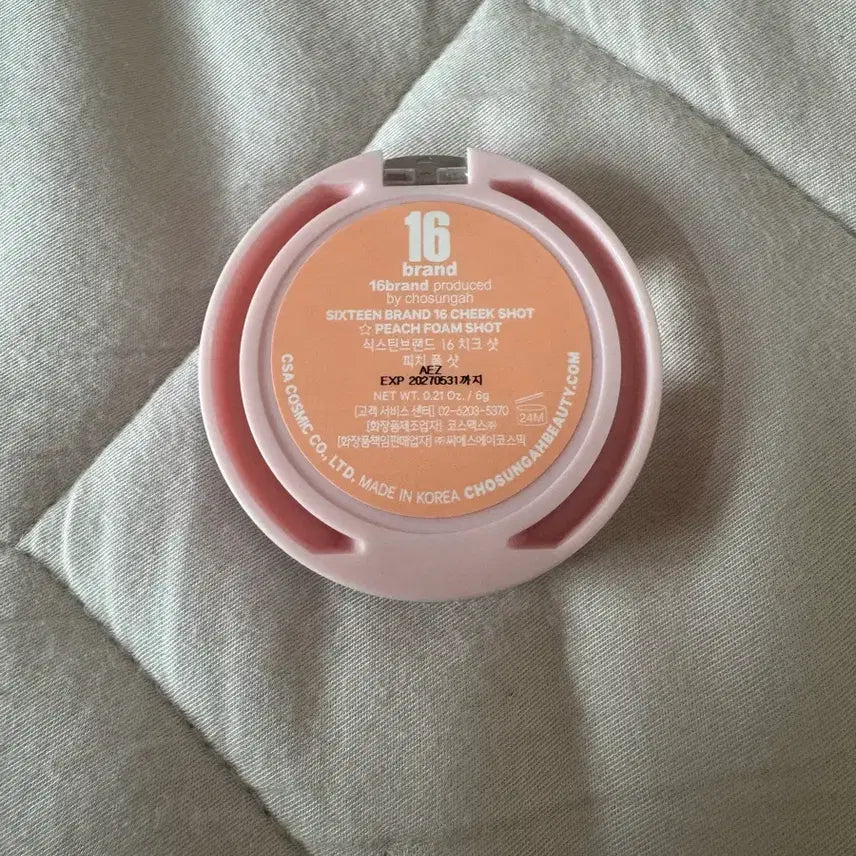 16
brand
16brand produced
by chosungah
SIXTEEN BRAND 16 CHEEK SHOT
☆ PEACH FOAM SHOT
식스틴브랜드 16 치크 샷
피치 폼 샷
AEZ
EXP 20270531까지
NET WT. 0.21 Oz. / 6g
[고객 서비스 센터] 02-6203-5370
[화장품제조업자] 코스맥스㈜
[화장품책임판매업자] ㈜씨에스에이코스믹
24M
CSA COSMIC CO., LTD. MADE IN KOREA CHOSUNGAHBEAUTY.COM